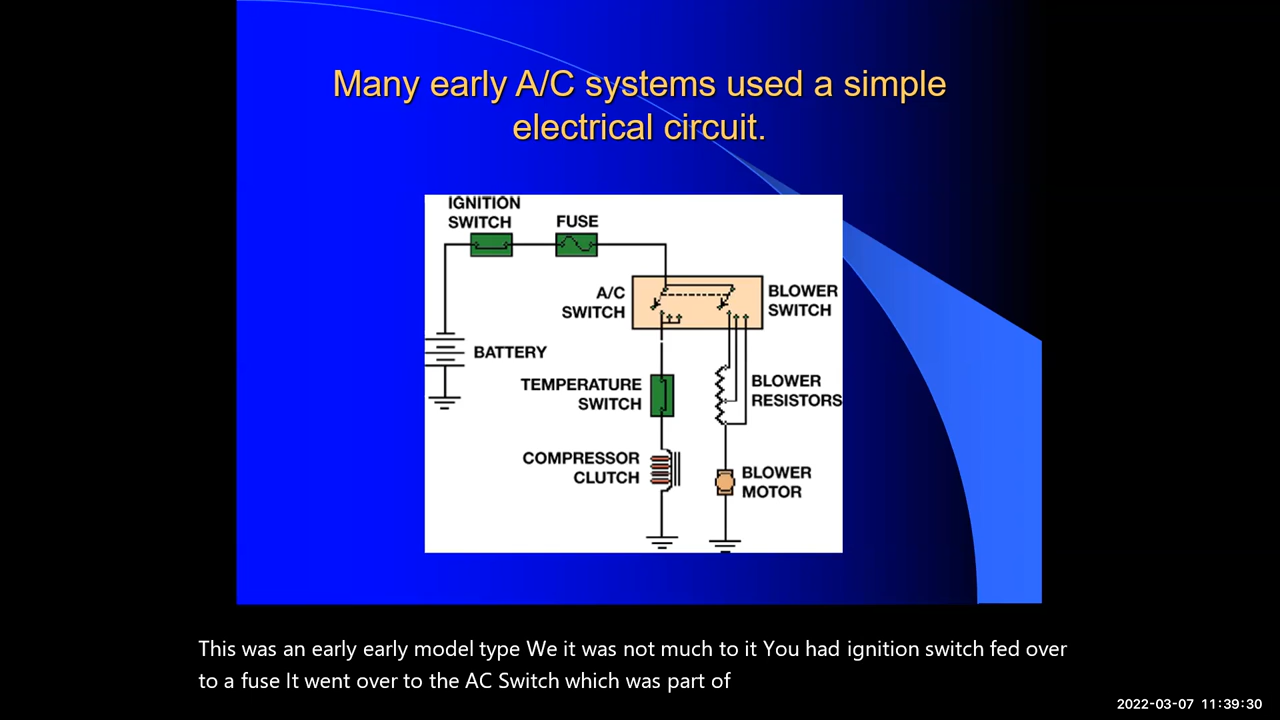 Many early A/C systems used a simple
electrical circuit.
IGNITION
SWITCH
FUSE
A/C
SWITCH
BLOWER
SWITCH
BATTERY
TEMPERATURE
SWITCH
BLOWER
RESISTORS
COMPRESSOR
CLUTCH
BLOWER
MOTOR
This was an early early model type We it was not much to it You had ignition switch fed over
to a fuse It went over to the AC Switch which was part of
2022-03-07 11:39:30